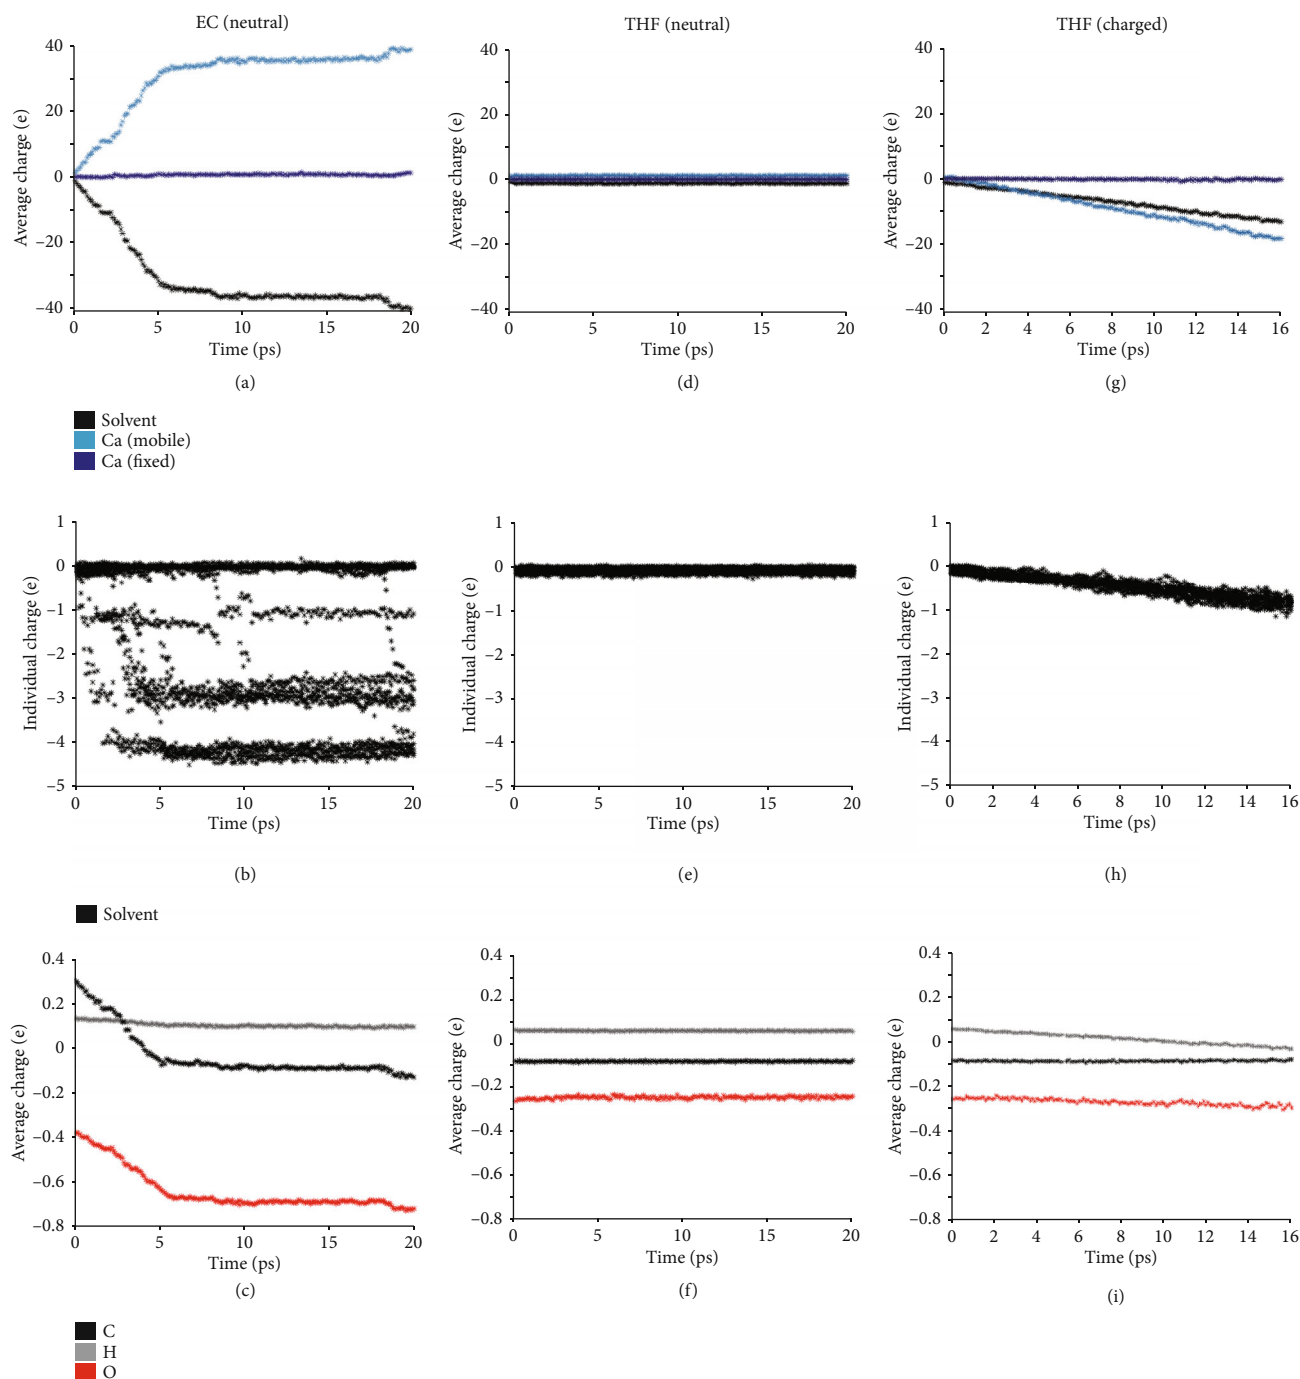 EC (neutral)
40
20
0
−20
−40
Average charge (e)
0 5 10 15 20
Time (ps)
(a)
THF (neutral)
40
20
0
−20
−40
Average charge (e)
0 5 10 15 20
Time (ps)
(d)
THF (charged)
40
20
0
−20
−40
Average charge (e)
0 2 4 6 8 10 12 14 16
Time (ps)
(g)
Solvent
Ca (mobile)
Ca (fixed)
1
0
−1
−2
−3
−4
−5
Individual charge (e)
0 5 10 15 20
Time (ps)
(b)
1
0
−1
−2
−3
−4
−5
Individual charge (e)
0 5 10 15 20
Time (ps)
(e)
1
0
−1
−2
−3
−4
−5
Individual charge (e)
0 2 4 6 8 10 12 14 16
Time (ps)
(h)
Solvent
0.4
0.2
0
−0.2
−0.4
−0.6
−0.8
Average charge (e)
0 5 10 15 20
Time (ps)
(c)
0.4
0.2
0
−0.2
−0.4
−0.6
−0.8
Average charge (e)
0 5 10 15 20
Time (ps)
(f)
0.4
0.2
0
−0.2
−0.4
−0.6
−0.8
Average charge (e)
0 2 4 6 8 10 12 14 16
Time (ps)
(i)
C
H
O